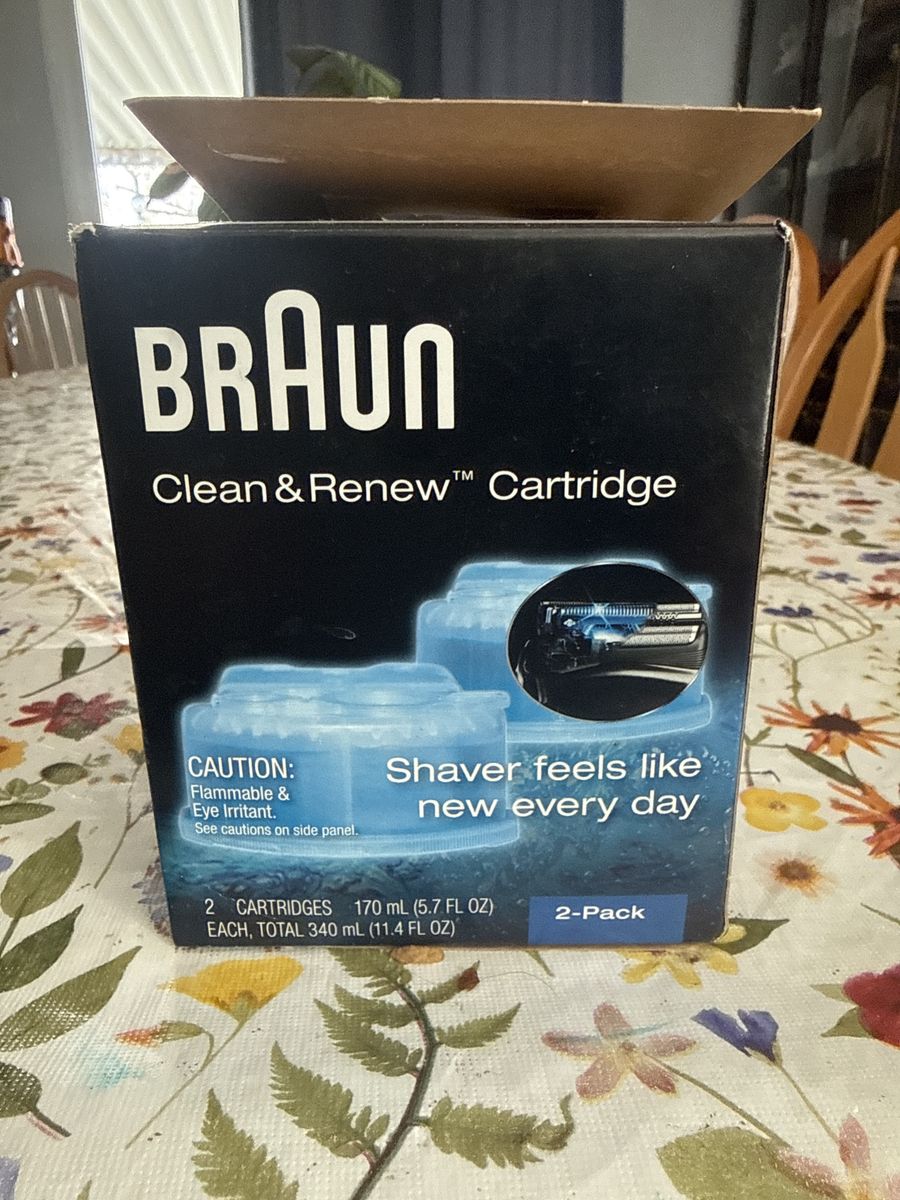 BRAUN
Clean & Renew™ Cartridge
CAUTION:
Flammable &
Eye Irritant.
See cautions on side panel.
Shaver feels like
new every day
2 CARTRIDGES 170 mL (5.7 FL OZ)
EACH, TOTAL 340 mL (11.4 FL OZ)
2-Pack